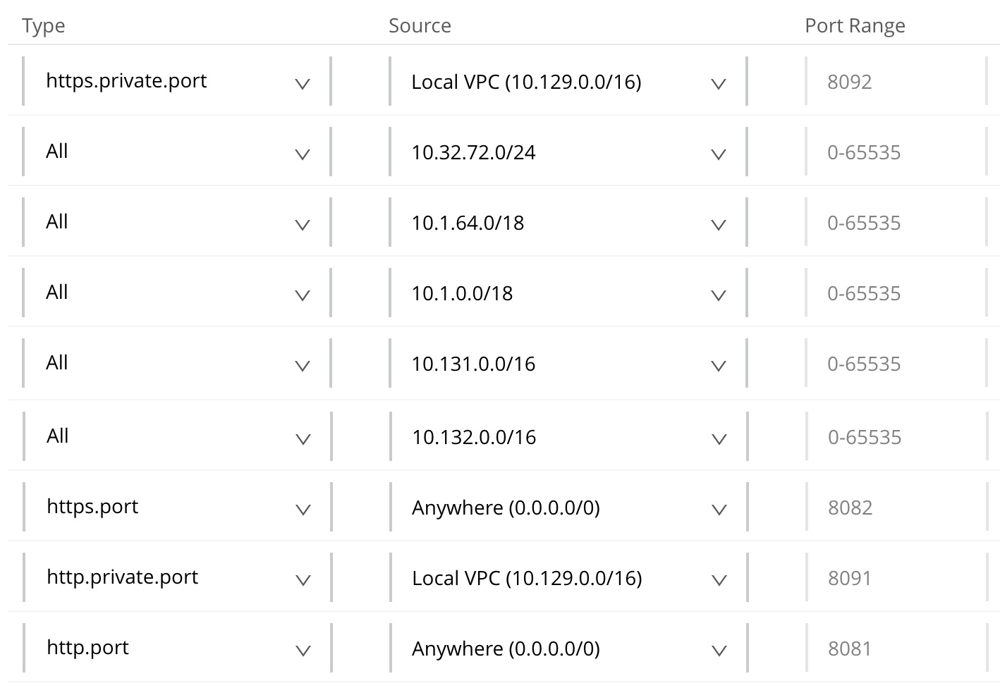 Type Source Port Range
https.private.port Local VPC (10.129.0.0/16) 8092
All 10.32.72.0/24 0-65535
All 10.1.64.0/18 0-65535
All 10.1.0.0/18 0-65535
All 10.131.0.0/16 0-65535
All 10.132.0.0/16 0-65535
https.port Anywhere (0.0.0.0/0) 8082
http.private.port Local VPC (10.129.0.0/16) 8091
http.port Anywhere (0.0.0.0/0) 8081